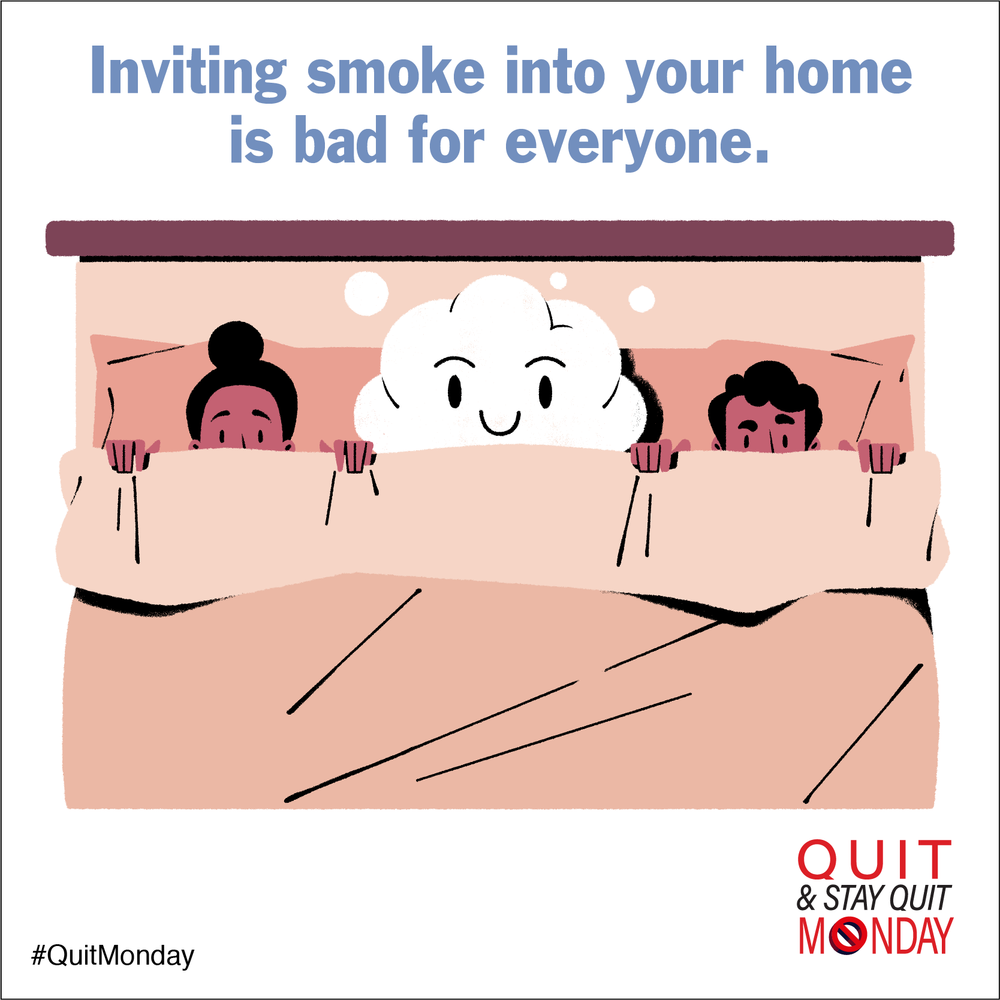 Inviting smoke into your home
is bad for everyone.
QUIT
& STAY QUIT
MONDAY
#QuitMonday